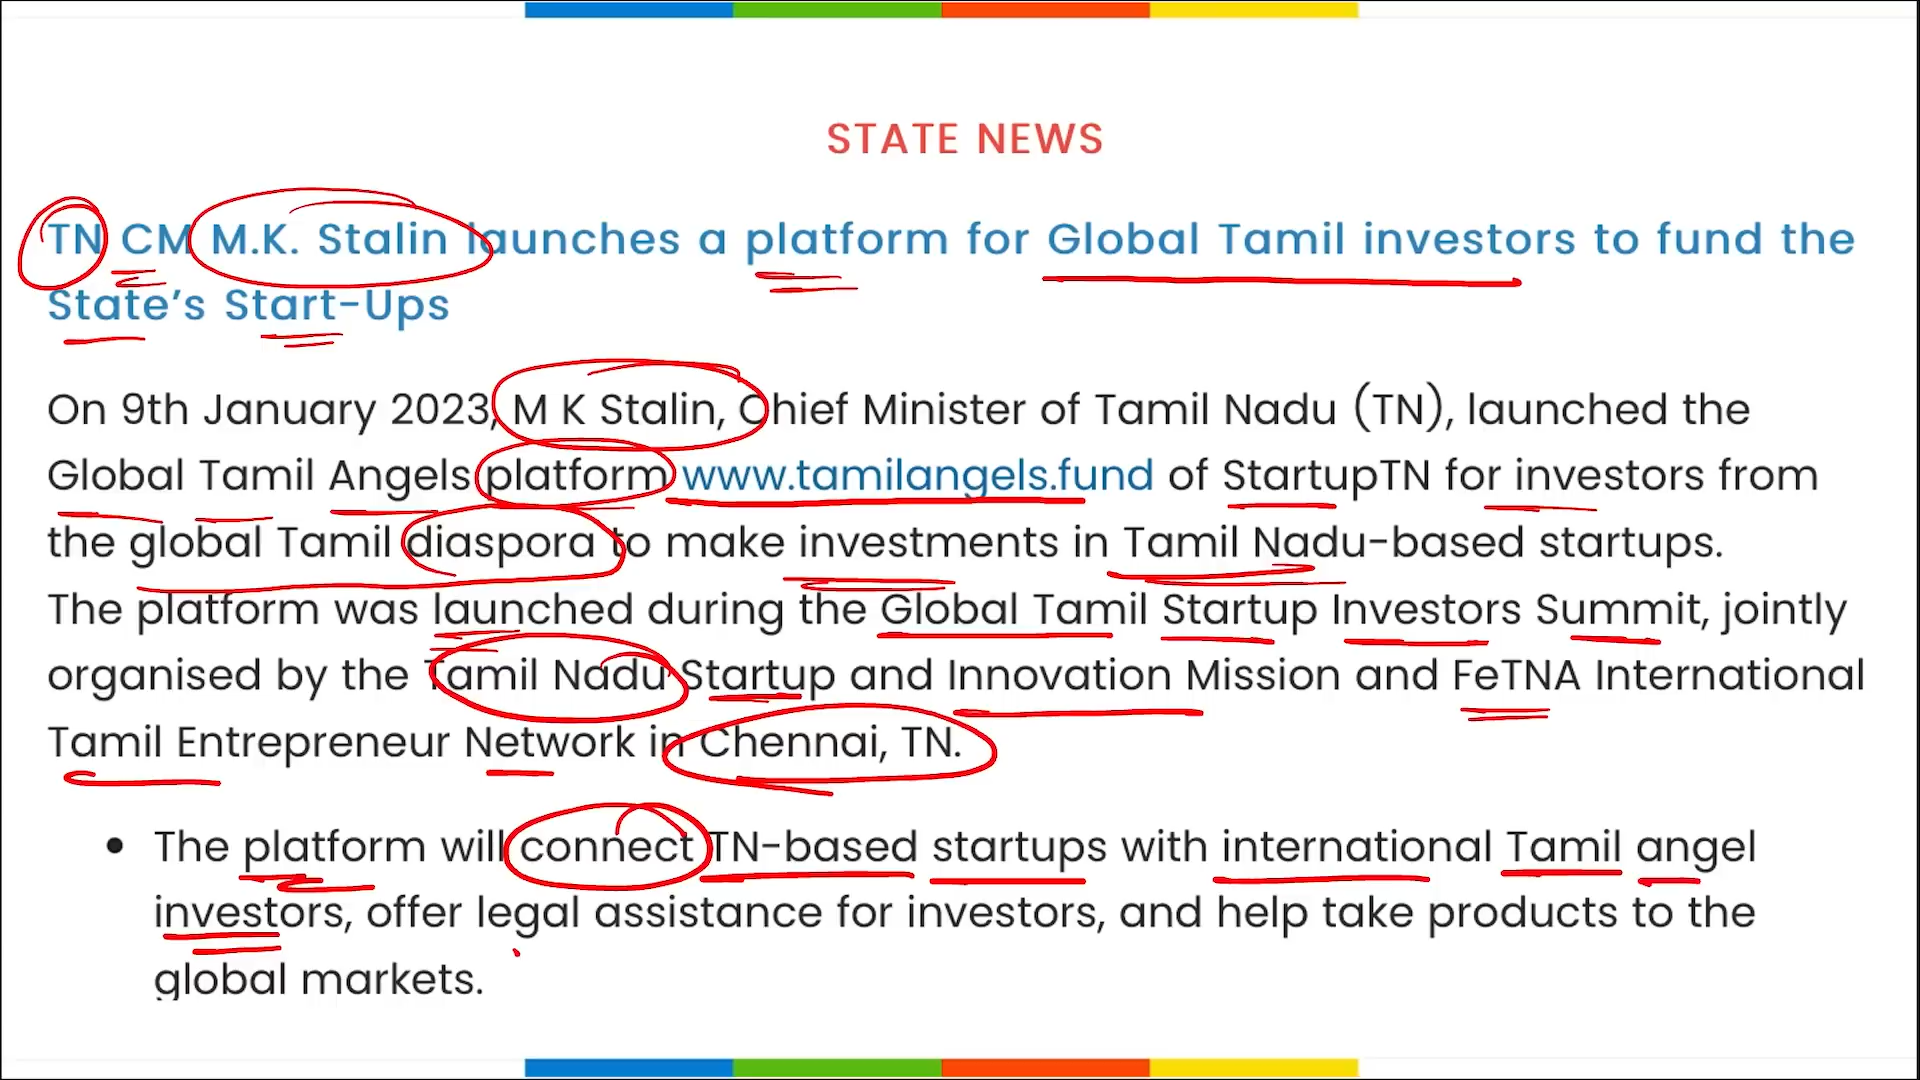 STATE NEWS
TN CM M.K. Stalin launches a platform for Global Tamil investors to fund the
State's Start-Ups
On 9th January 2023, M K Stalin, Chief Minister of Tamil Nadu (TN), launched the
Global Tamil Angels platform www.tamilangels.fund of StartupTN for investors from
the global Tamil diaspora to make investments in Tamil Nadu-based startups.
The platform was launched during the Global Tamil Startup Investors Summit, jointly
organised by the Tamil Nadu Startup and Innovation Mission and FeTNA International
Tamil Entrepreneur Network in Chennai, TN.
• The platform will connect TN-based startups with international Tamil angel
investors, offer legal assistance for investors, and help take products to the
global markets.